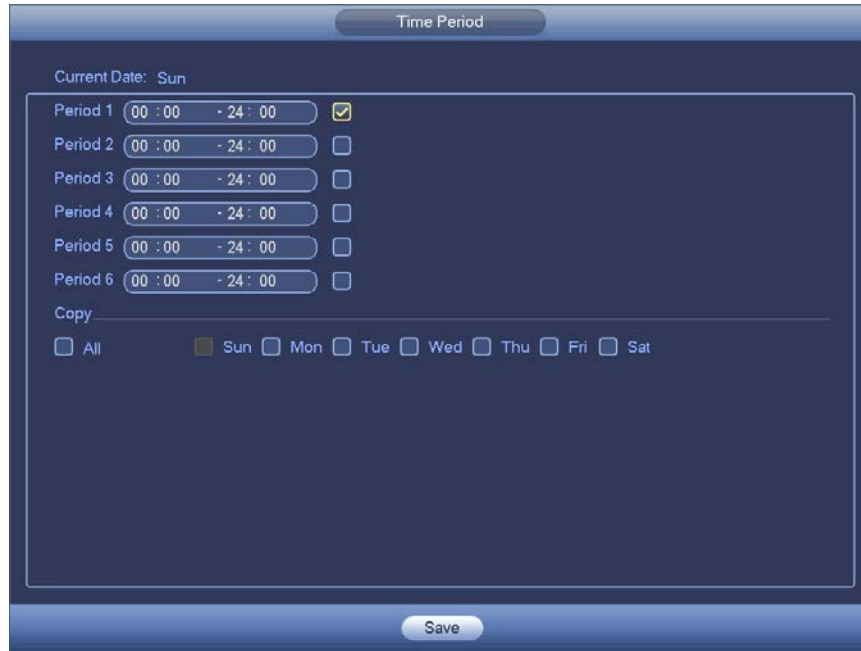 Time Period
Current Date: Sun
Period 1 00 :00 - 24 : 00
Period 2 00 :00 - 24 : 00
Period 3 00 :00 - 24 : 00
Period 4 00 :00 - 24 : 00
Period 5 00 :00 - 24 : 00
Period 6 00 :00 - 24 : 00
Copy
All Sun Mon Tue Wed Thu Fri Sat
Save